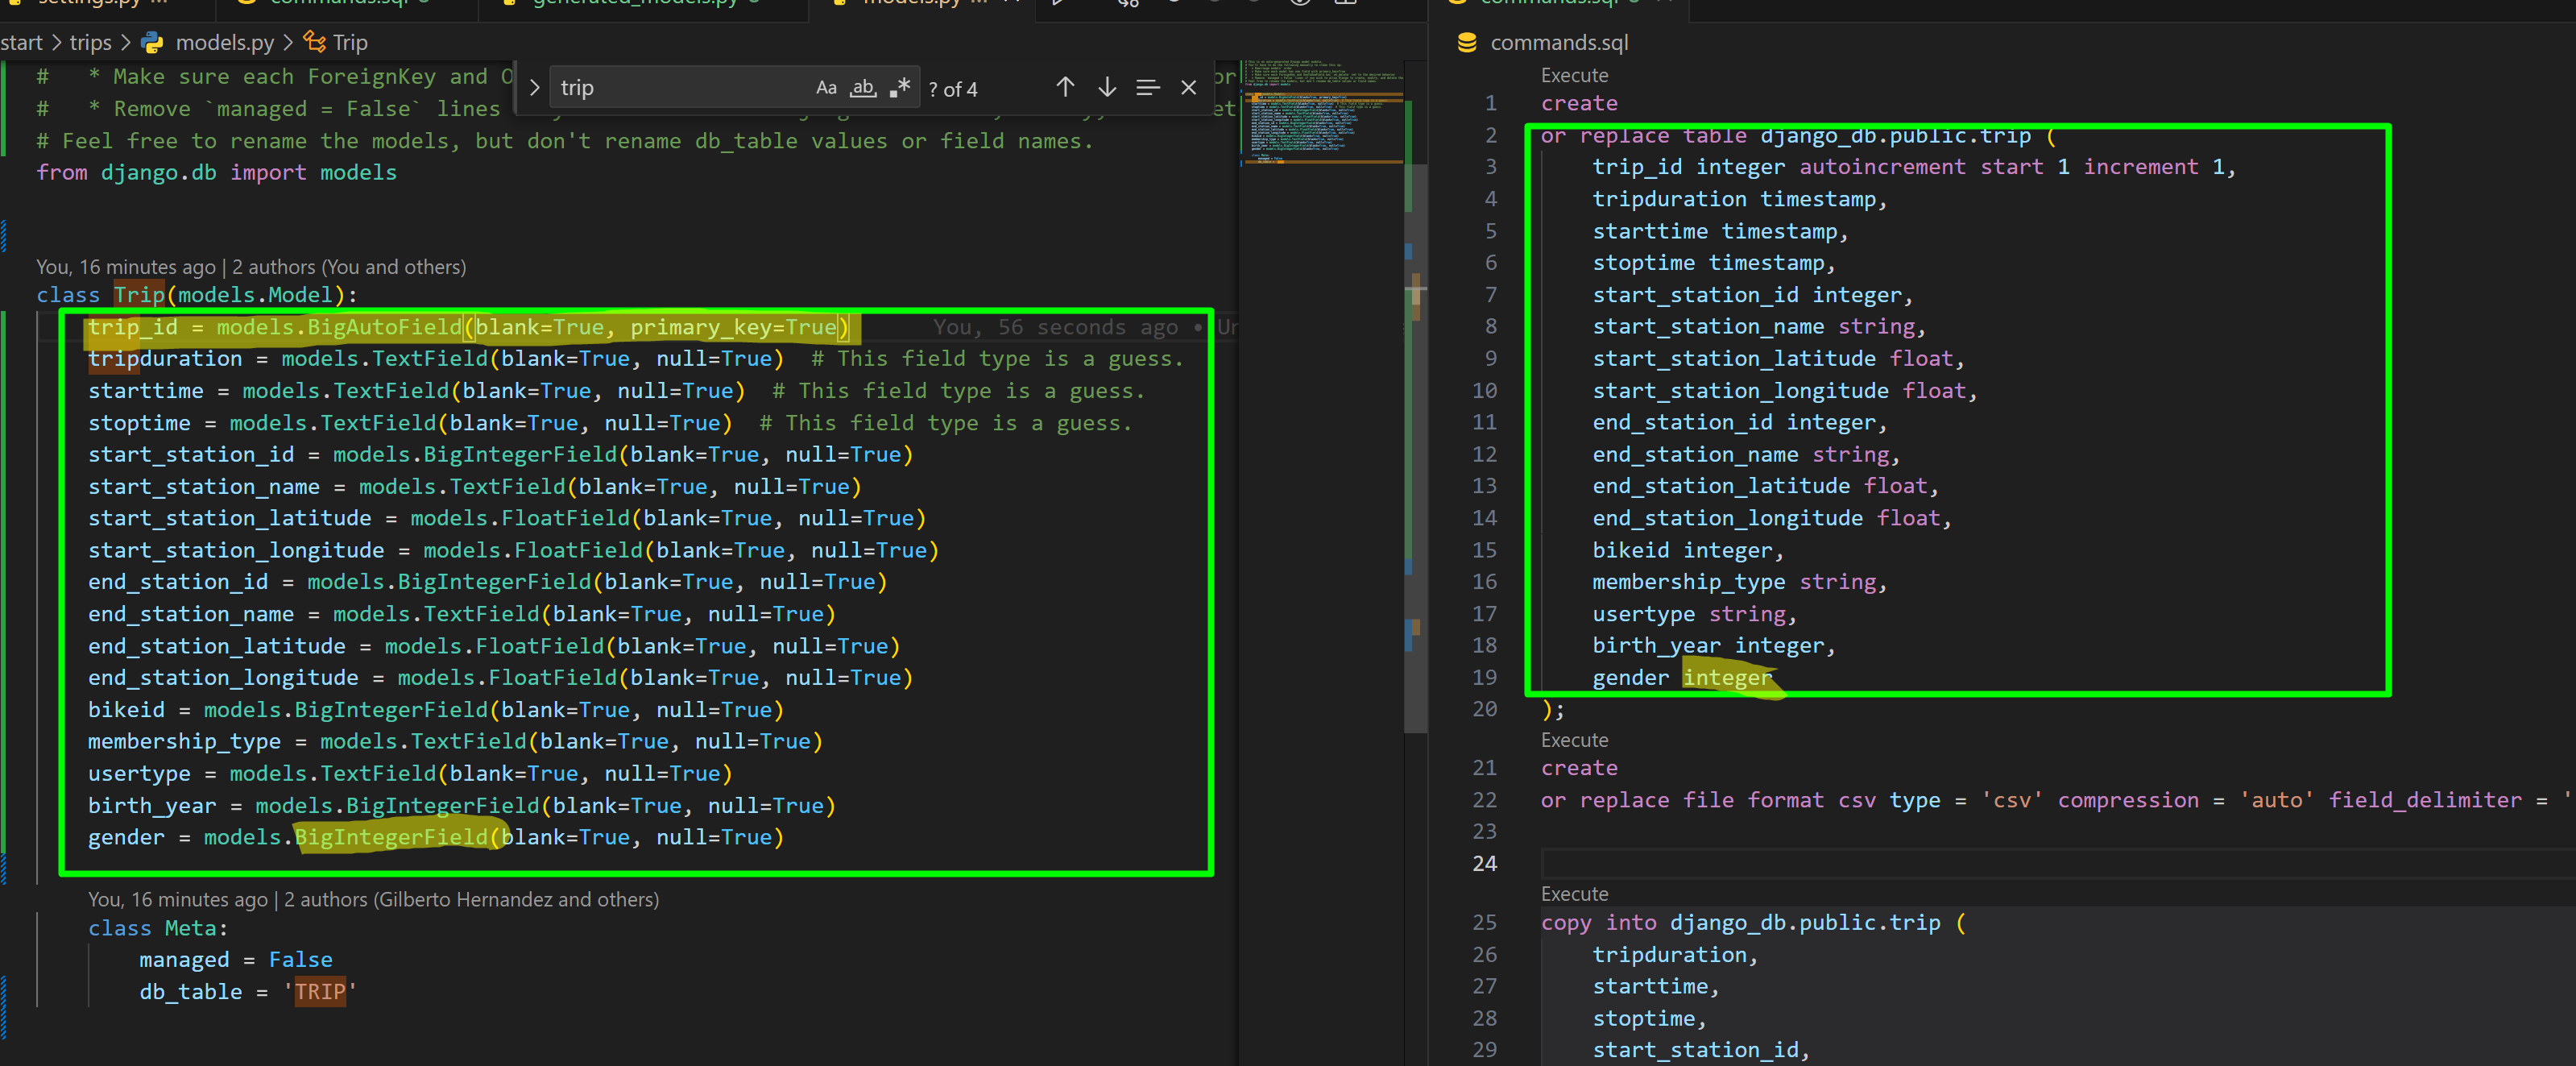 settings.py
commands.sql
generated_models.py
models.py
start > trips > models.py > Trip
# * Make sure each ForeignKey and O
# * Remove `managed = False` lines
# Feel free to rename the models, but don't rename db_table values or field names.
from django.db import models
trip
Aa ab .*
? of 4
You, 16 minutes ago | 2 authors (You and others)
class Trip(models.Model):
trip_id = models.BigAutoField(blank=True, primary_key=True) You, 56 seconds ago • Un
tripduration = models.TextField(blank=True, null=True) # This field type is a guess.
starttime = models.TextField(blank=True, null=True) # This field type is a guess.
stoptime = models.TextField(blank=True, null=True) # This field type is a guess.
start_station_id = models.BigIntegerField(blank=True, null=True)
start_station_name = models.TextField(blank=True, null=True)
start_station_latitude = models.FloatField(blank=True, null=True)
start_station_longitude = models.FloatField(blank=True, null=True)
end_station_id = models.BigIntegerField(blank=True, null=True)
end_station_name = models.TextField(blank=True, null=True)
end_station_latitude = models.FloatField(blank=True, null=True)
end_station_longitude = models.FloatField(blank=True, null=True)
bikeid = models.BigIntegerField(blank=True, null=True)
membership_type = models.TextField(blank=True, null=True)
usertype = models.TextField(blank=True, null=True)
birth_year = models.BigIntegerField(blank=True, null=True)
gender = models.BigIntegerField(blank=True, null=True)
You, 16 minutes ago | 2 authors (Gilberto Hernandez and others)
class Meta:
managed = False
db_table = 'TRIP'
commands.sql
commands.sql
Execute
1 create
2 or replace table django_db.public.trip (
3 trip_id integer autoincrement start 1 increment 1,
4 tripduration timestamp,
5 starttime timestamp,
6 stoptime timestamp,
7 start_station_id integer,
8 start_station_name string,
9 start_station_latitude float,
10 start_station_longitude float,
11 end_station_id integer,
12 end_station_name string,
13 end_station_latitude float,
14 end_station_longitude float,
15 bikeid integer,
16 membership_type string,
17 usertype string,
18 birth_year integer,
19 gender integer
20 );
Execute
21 create
22 or replace file format csv type = 'csv' compression = 'auto' field_delimiter = '
23
24
Execute
25 copy into django_db.public.trip (
26 tripduration,
27 starttime,
28 stoptime,
29 start_station_id,